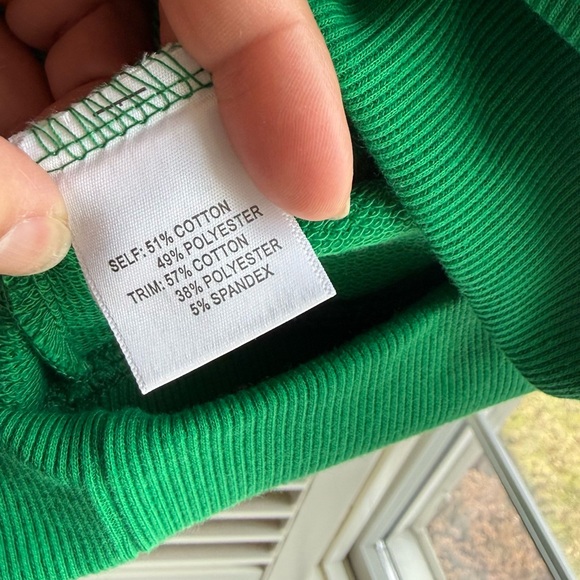 SELF: 51% COTTON
49% POLYESTER
TRIM: 57% COTTON
38% POLYESTER
5% SPANDEX